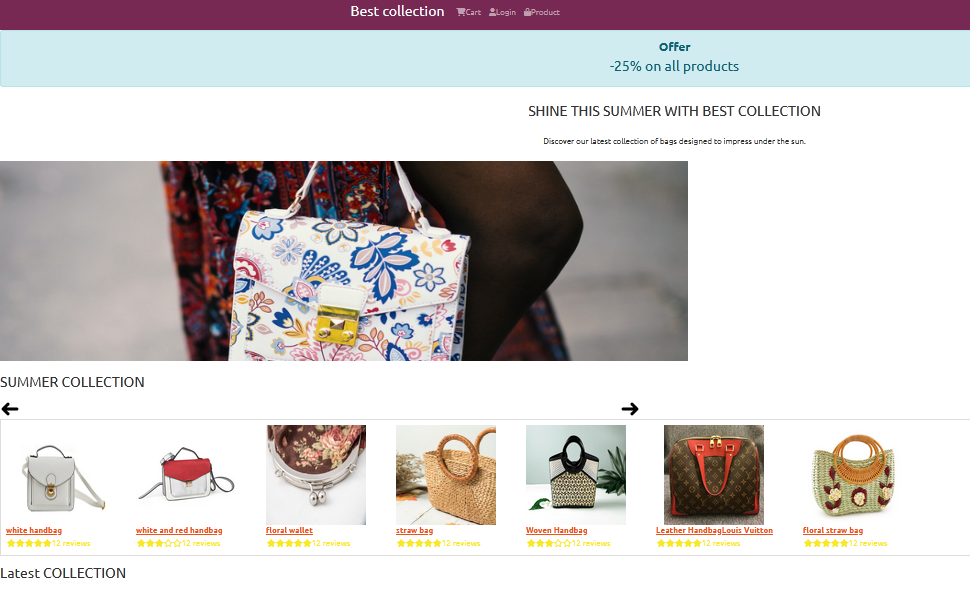 Best collection Cart Login Product
Offer
-25% on all products
SHINE THIS SUMMER WITH BEST COLLECTION
Discover our latest collection of bags designed to impress under the sun.
SUMMER COLLECTION
white handbag
12 reviews
white and red handbag
12 reviews
floral wallet
12 reviews
straw bag
12 reviews
Woven Handbag
12 reviews
Leather HandbagLouis Vuitton
12 reviews
floral straw bag
12 reviews
Latest COLLECTION